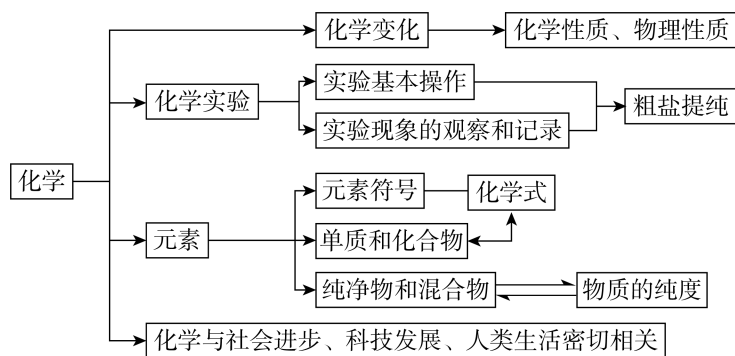 化学变化
化学性质、物理性质
化学实验
实验基本操作
实验现象的观察和记录
粗盐提纯
化学
元素
元素符号
化学式
单质和化合物
纯净物和混合物
物质的纯度
化学与社会进步、科技发展、人类生活密切相关